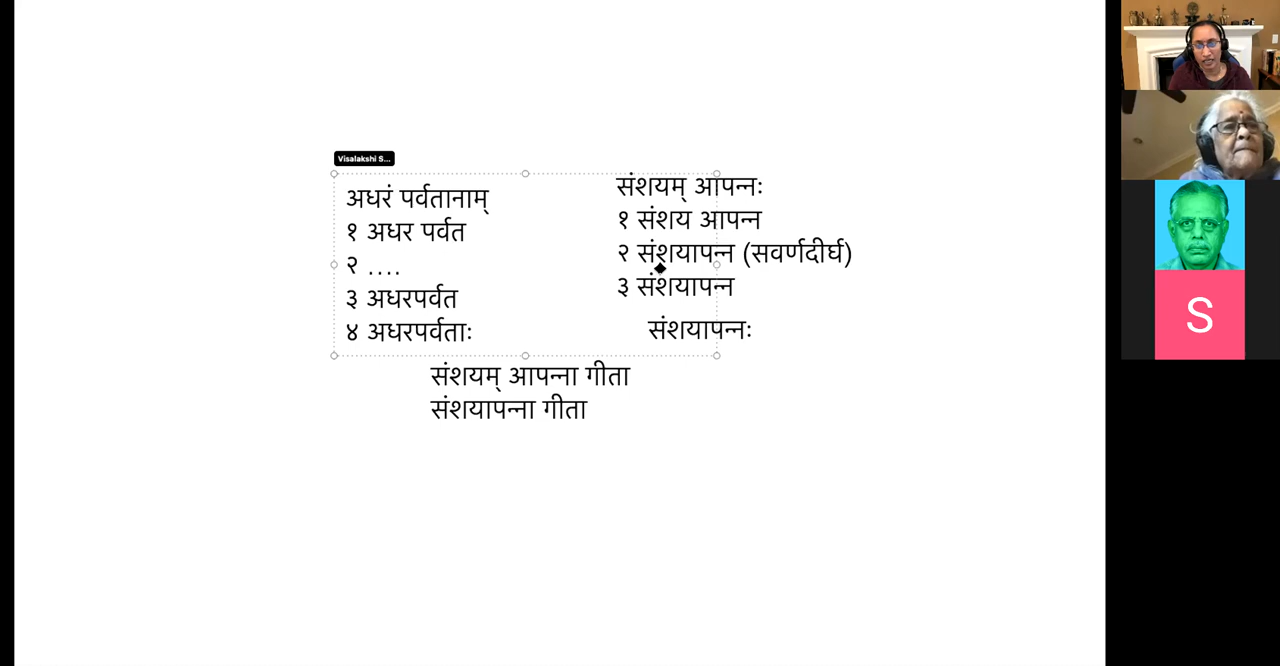 Visalakshi S...
अधरं पर्वतानाम्
१ अधर पर्वत
२ ....
३ अधरपर्वत
४ अधरपर्वताः
संशयम् आपन्नः
१ संशय आपन्न
२ संशयापन्न (सवर्णदीर्घ)
३ संशयापन्न
संशयापन्नः
संशयम् आपन्ना गीता
संशयापन्ना गीता
S